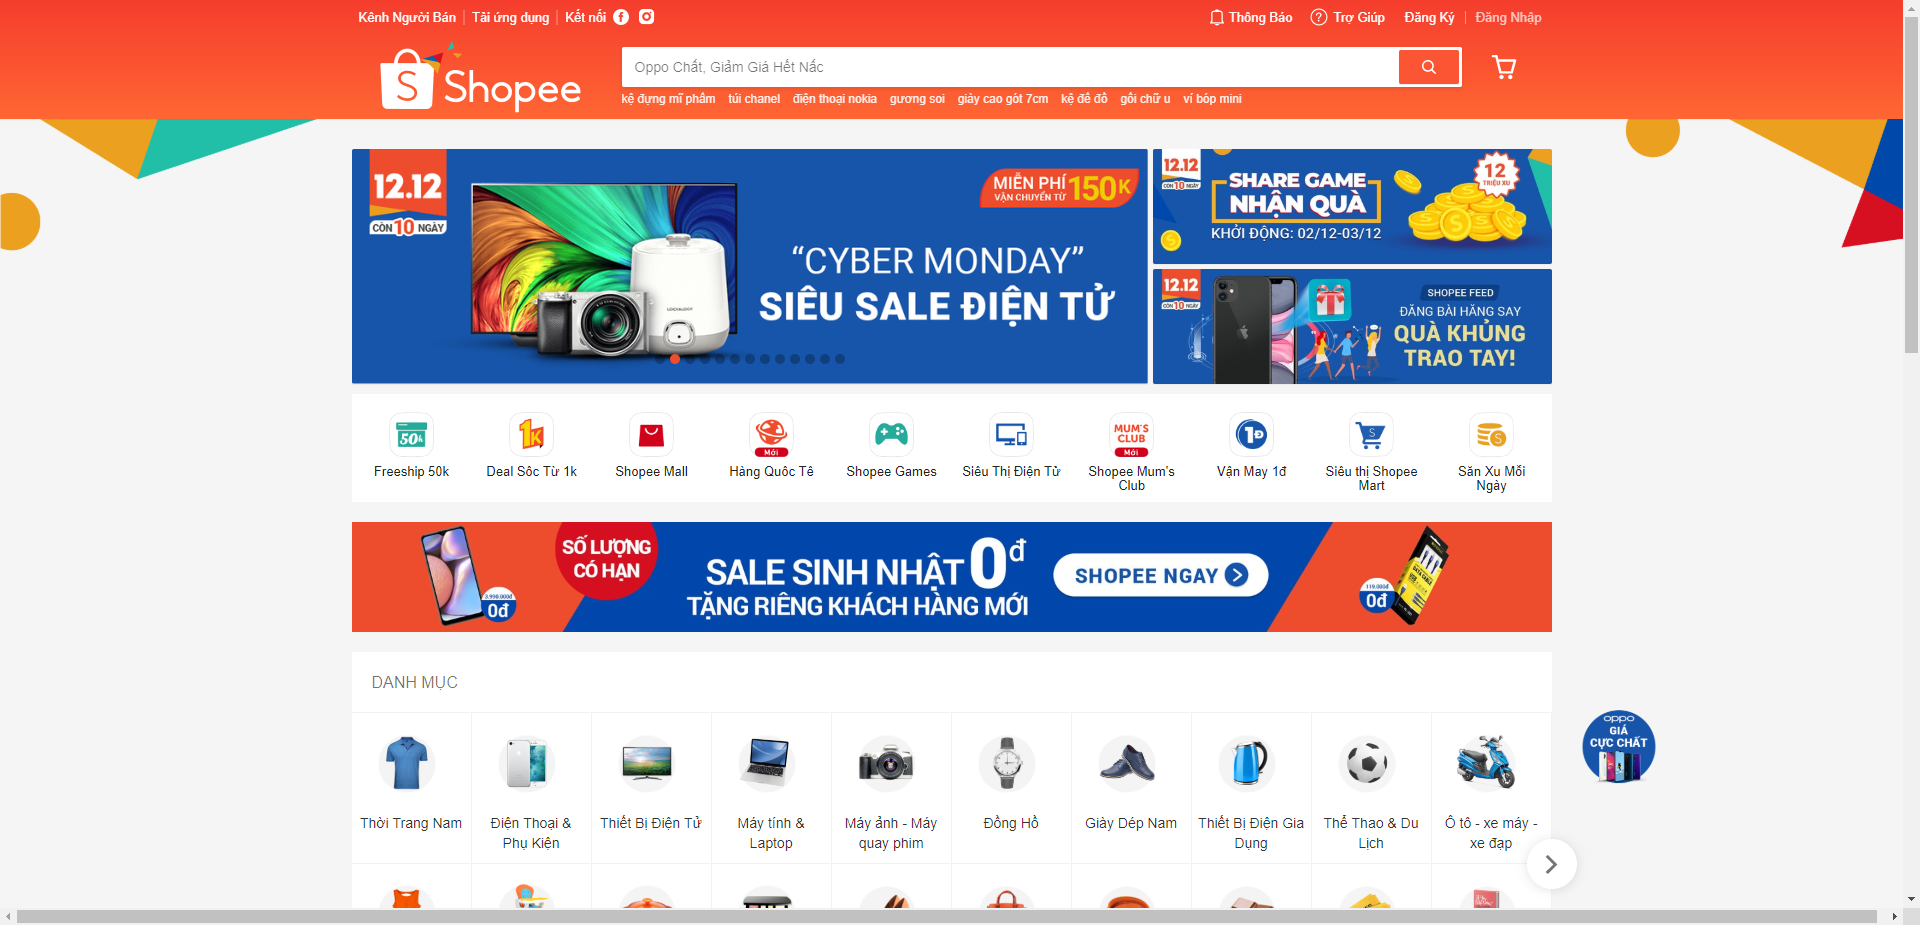 Kênh Người Bán
Tải ứng dụng
Kết nối
Thông Báo
Trợ Giúp
Đăng Ký
Đăng Nhập
S Shopee
Oppo Chất, Giảm Giá Hết Nấc
kệ đựng mĩ phẩm
túi chanel
điện thoại nokia
gương soi
giày cao gót 7cm
kệ để đồ
gối chữ u
ví bóp mini
12.12
CÒN 10 NGÀY
MIỄN PHÍ
VẬN CHUYỂN TỪ
150K
LOCK&LOCK
“CYBER MONDAY”
SIÊU SALE ĐIỆN TỬ
12.12
CÒN 10 NGÀY
SHARE GAME
NHẬN QUÀ
KHỞI ĐỘNG: 02/12-03/12
12
TRIỆU XU
12.12
CÒN 10 NGÀY
SHOPEE FEED
ĐĂNG BÀI HĂNG SAY
QUÀ KHỦNG
TRAO TAY!
50k
1K
Mới
MUM'S
CLUB
Mới
1Đ
Freeship 50k
Deal Sốc Từ 1k
Shopee Mall
Hàng Quốc Tế
Shopee Games
Siêu Thị Điện Tử
Shopee Mum's
Club
Vận May 1đ
Siêu thị Shopee
Mart
Săn Xu Mỗi
Ngày
3.990.000đ
0đ
SỐ LƯỢNG
CÓ HẠN
SALE SINH NHẬT 0đ
TẶNG RIÊNG KHÁCH HÀNG MỚI
SHOPEE NGAY
119.000đ
0đ
DATA CABLE
DANH MỤC
Thời Trang Nam
Điện Thoại &
Phụ Kiện
Thiết Bị Điện Tử
Máy tính &
Laptop
Máy ảnh - Máy
quay phim
Đồng Hồ
Giày Dép Nam
Thiết Bị Điện Gia
Dụng
Thể Thao & Du
Lịch
Ô tô - xe máy -
xe đạp
oppo
GIÁ
CỰC CHẤT